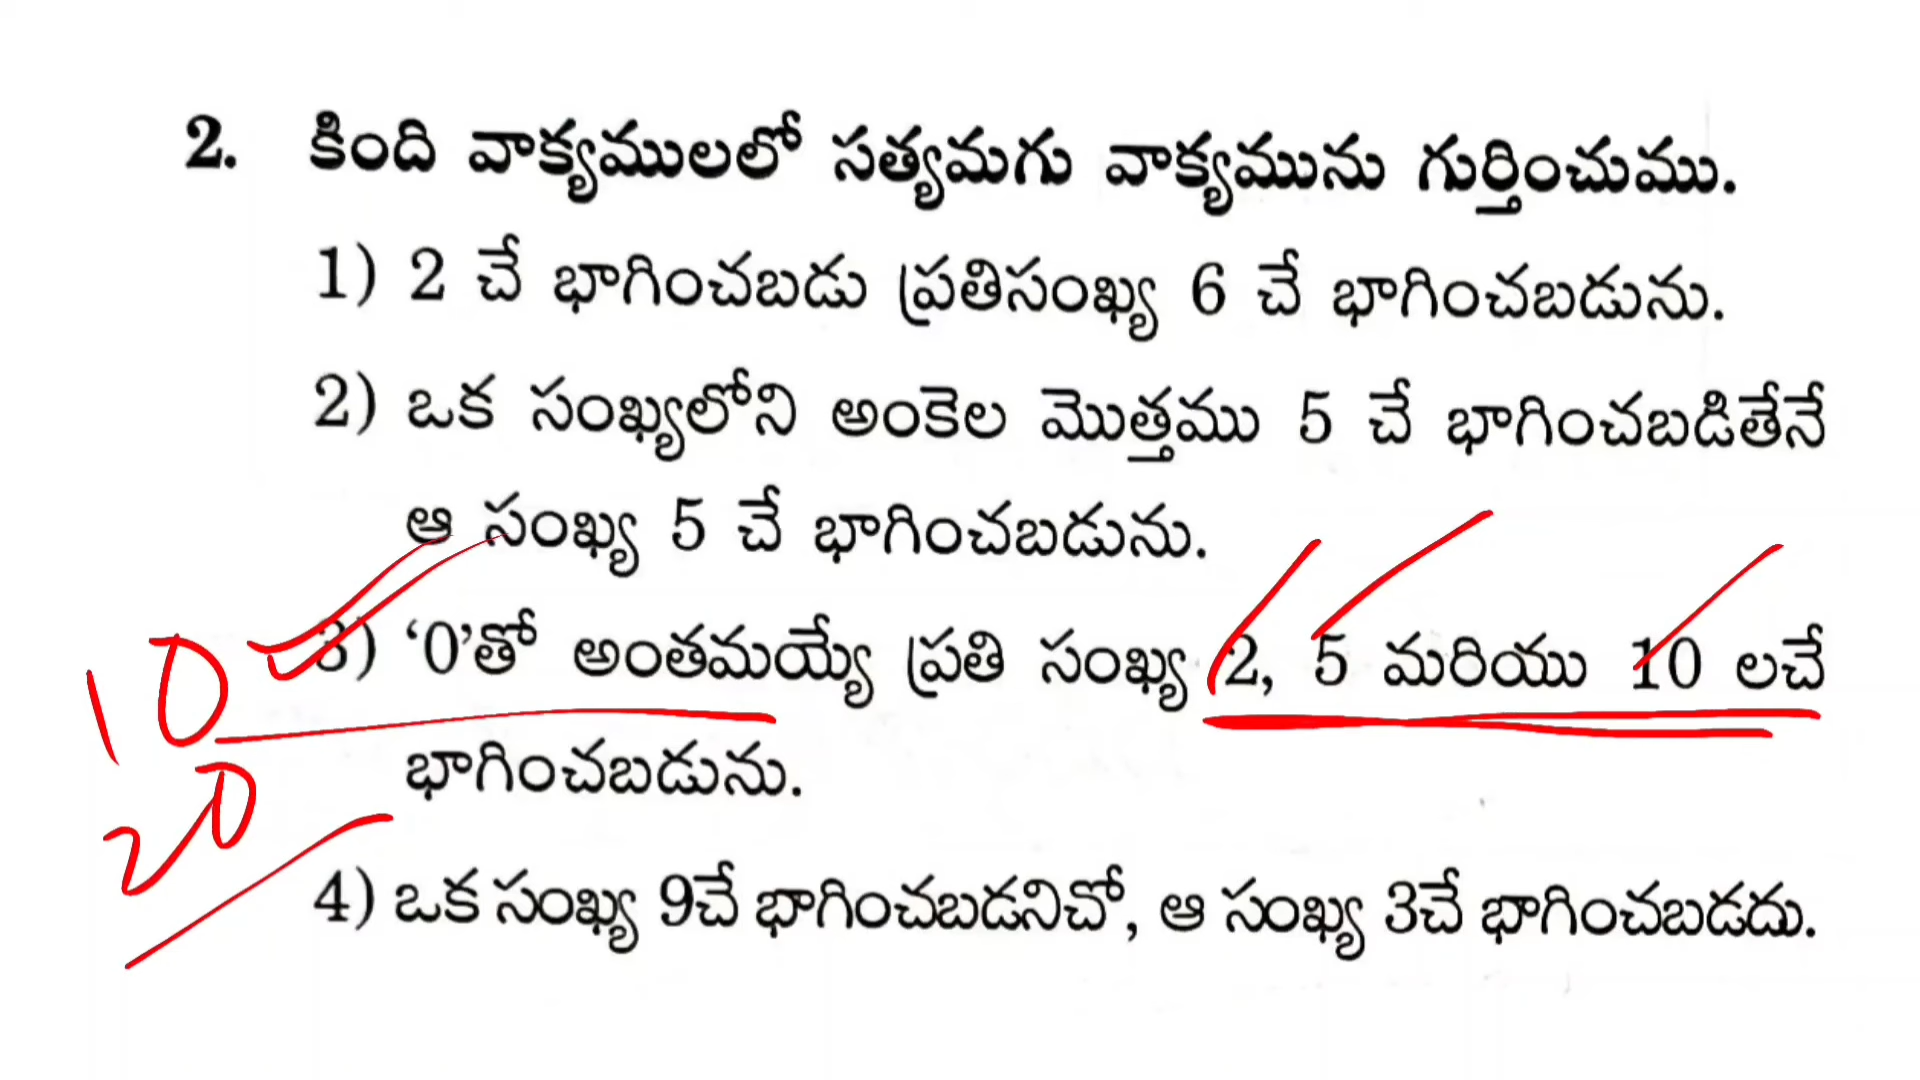 2. కింది వాక్యములలో సత్యమగు వాక్యమును గుర్తించుము.
1) 2 చే భాగించబడు ప్రతిసంఖ్య 6 చే భాగించబడును.
2) ఒక సంఖ్యలోని అంకెల మొత్తము 5 చే భాగించబడితేనే
ఆ సంఖ్య 5 చే భాగించబడును.
3) ‘0’తో అంతమయ్యే ప్రతి సంఖ్య 2, 5 మరియు 10 లచే
10
భాగించబడును.
20
4) ఒక సంఖ్య 9చే భాగించబడనిచో, ఆ సంఖ్య 3చే భాగించబడదు.